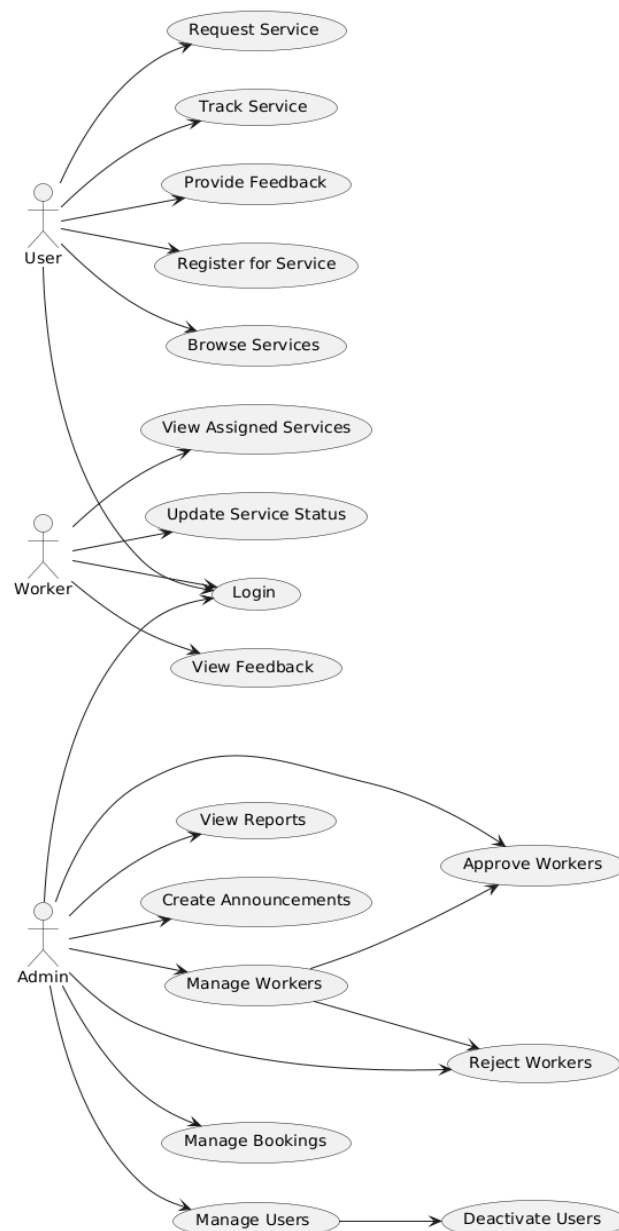 Request Service
Track Service
Provide Feedback
User
Register for Service
Browse Services
View Assigned Services
Update Service Status
Worker
Login
View Feedback
View Reports
Approve Workers
Create Announcements
Admin
Manage Workers
Reject Workers
Manage Bookings
Manage Users
Deactivate Users